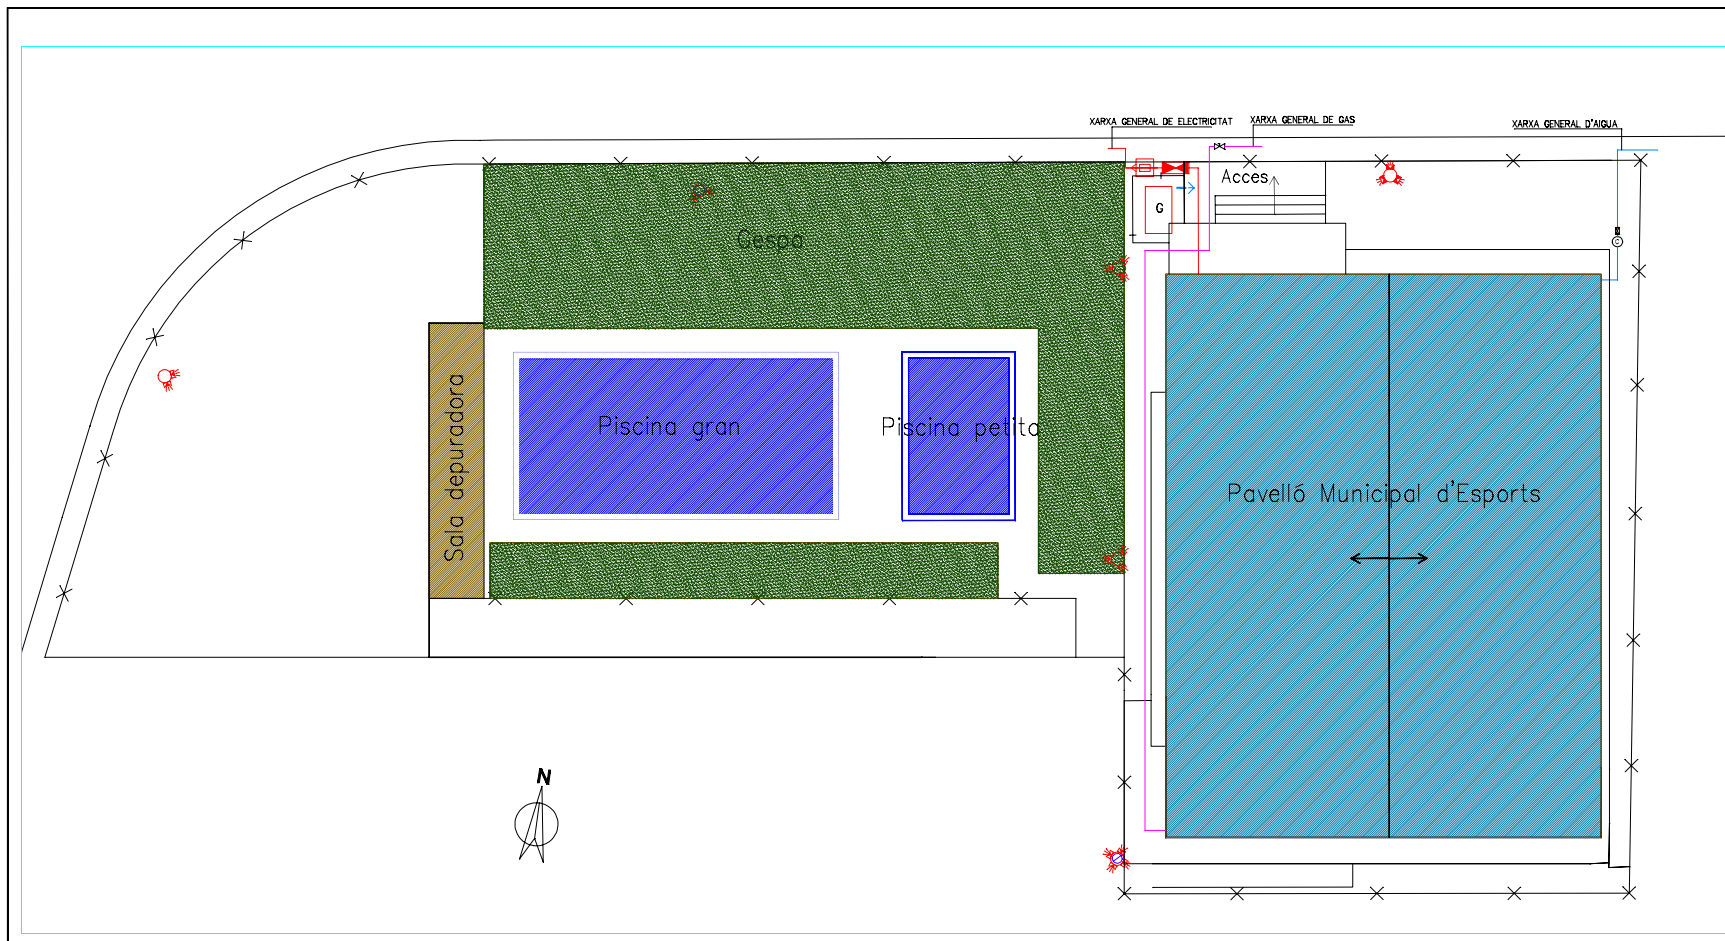 XARXA GENERAL DE ELECTRICITAT
XARXA GENERAL DE GAS
XARXA GENERAL D'AIGUA
Acces
G
Gespa
C
Piscina gran
Piscina petita
Sala depuradora
Pavelló Municipal d'Esports
N